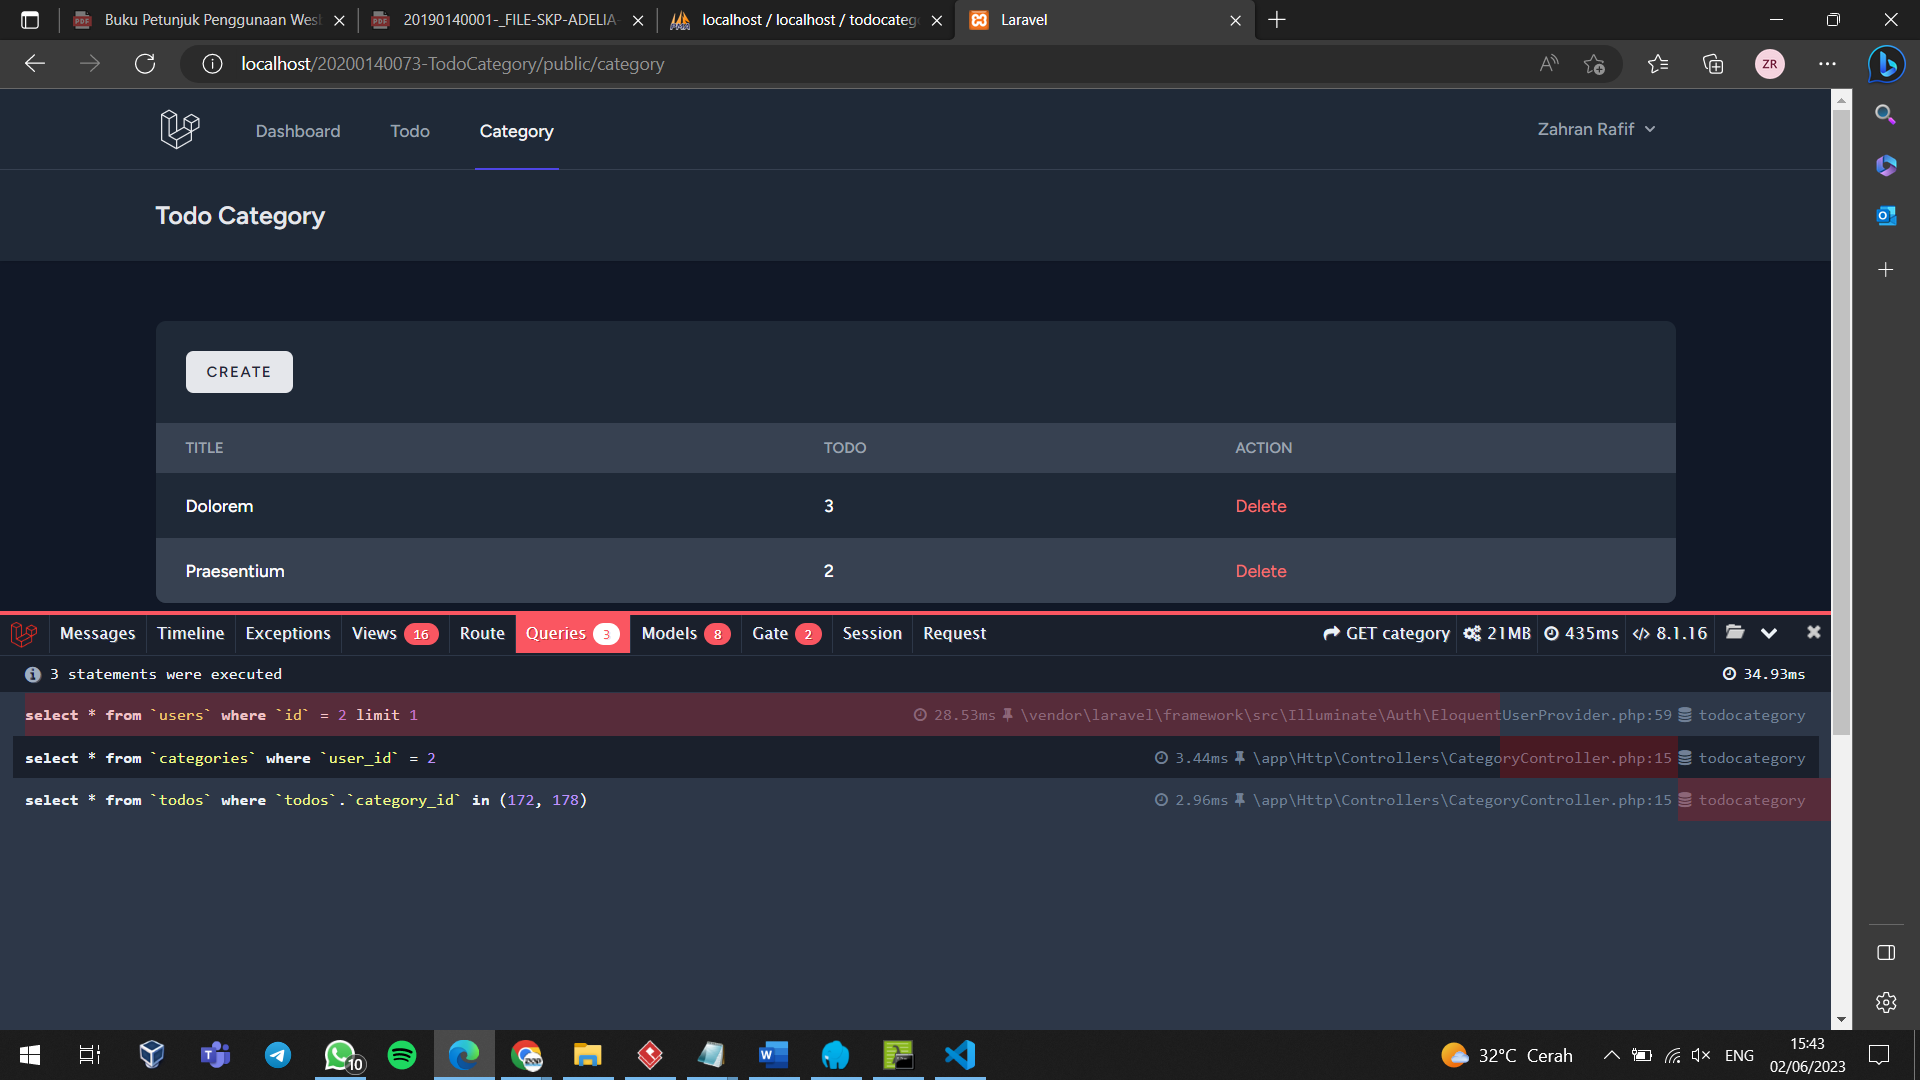 Buku Petunjuk Penggunaan Wesl
20190140001-_FILE-SKP-ADELIA-
localhost / localhost / todocatego
Laravel
localhost/20200140073-TodoCategory/public/category
ZR
Dashboard
Todo
Category
Zahran Rafif
Todo Category
CREATE
TITLE TODO ACTION
Dolorem 3 Delete
Praesentium 2 Delete
Messages Timeline Exceptions Views 16 Route Queries 3 Models 8 Gate 2 Session Request GET category 21MB 435ms 8.1.16
3 statements were executed 34.93ms
select * from `users` where `id` = 2 limit 1 28.53ms \vendor\laravel\framework\src\Illuminate\Auth\EloquentUserProvider.php:59 todocategory
select * from `categories` where `user_id` = 2 3.44ms \app\Http\Controllers\CategoryController.php:15 todocategory
select * from `todos` where `todos`.`category_id` in (172, 178) 2.96ms \app\Http\Controllers\CategoryController.php:15 todocategory
10
32°C Cerah
ENG
15:43
02/06/2023